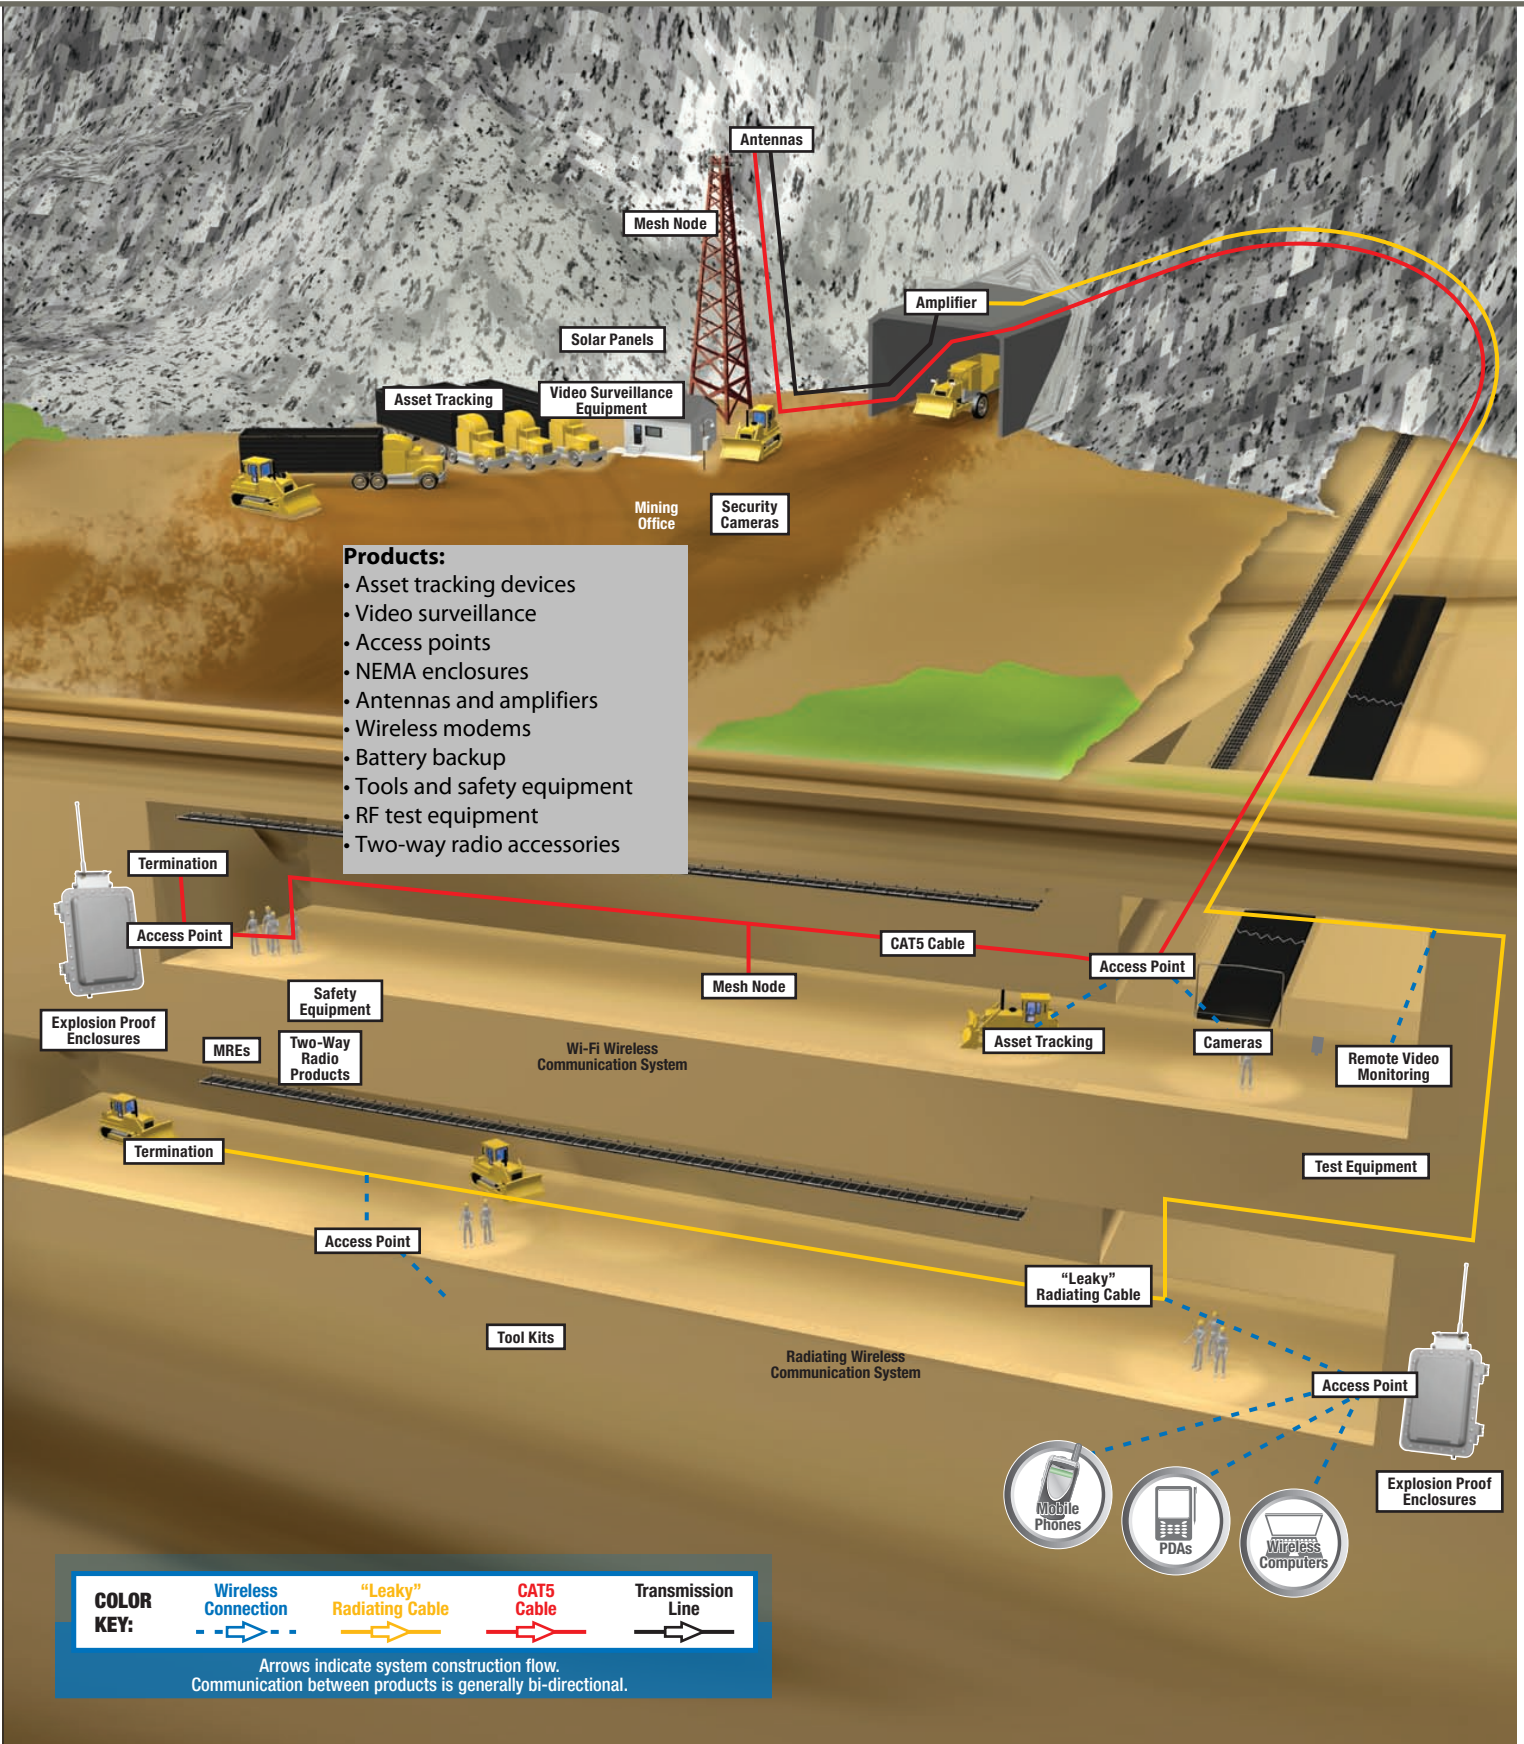 Antennas
Mesh Node
Amplifier
Solar Panels
Asset Tracking
Video Surveillance
Equipment
Mining
Office
Security
Cameras
Products:
• Asset tracking devices
• Video surveillance
• Access points
• NEMA enclosures
• Antennas and amplifiers
• Wireless modems
• Battery backup
• Tools and safety equipment
• RF test equipment
• Two-way radio accessories
Termination
Access Point
CAT5 Cable
Access Point
Mesh Node
Safety
Equipment
Explosion Proof
Enclosures
MREs
Two-Way
Radio
Products
Wi-Fi Wireless
Communication System
Asset Tracking
Cameras
Remote Video
Monitoring
Termination
Test Equipment
Access Point
“Leaky”
Radiating Cable
Tool Kits
Radiating Wireless
Communication System
Access Point
Explosion Proof
Enclosures
Mobile
Phones
PDAs
Wireless
Computers
COLOR
KEY:
Wireless
Connection
“Leaky”
Radiating Cable
CAT5
Cable
Transmission
Line
Arrows indicate system construction flow.
Communication between products is generally bi-directional.